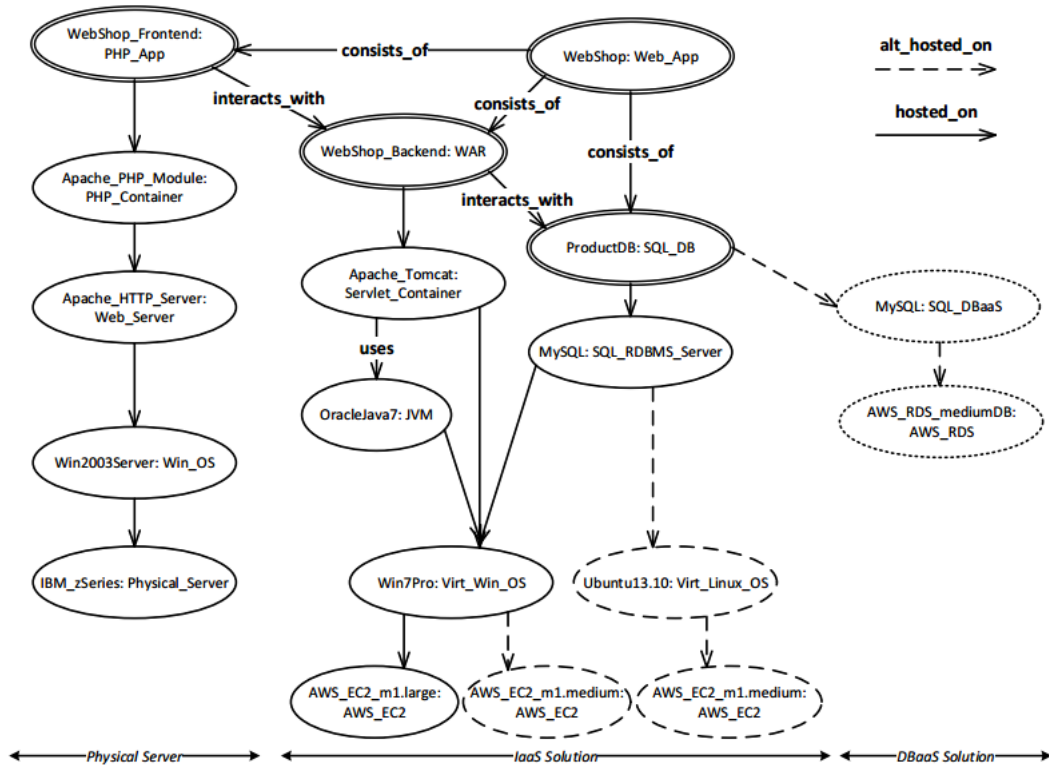 WebShop_Frontend:
PHP_App
consists_of
WebShop: Web_App
alt_hosted_on
interacts_with
consists_of
hosted_on
WebShop_Backend: WAR
consists_of
Apache_PHP_Module:
PHP_Container
interacts_with
ProductDB: SQL_DB
Apache_Tomcat:
Servlet_Container
Apache_HTTP_Server:
Web_Server
MySQL: SQL_DBaaS
uses
MySQL: SQL_RDBMS_Server
OracleJava7: JVM
AWS_RDS_mediumDB:
AWS_RDS
Win2003Server: Win_OS
IBM_zSeries: Physical_Server
Win7Pro: Virt_Win_OS
Ubuntu13.10: Virt_Linux_OS
AWS_EC2_m1.large:
AWS_EC2
AWS_EC2_m1.medium:
AWS_EC2
AWS_EC2_m1.medium:
AWS_EC2
Physical Server
IaaS Solution
DBaaS Solution